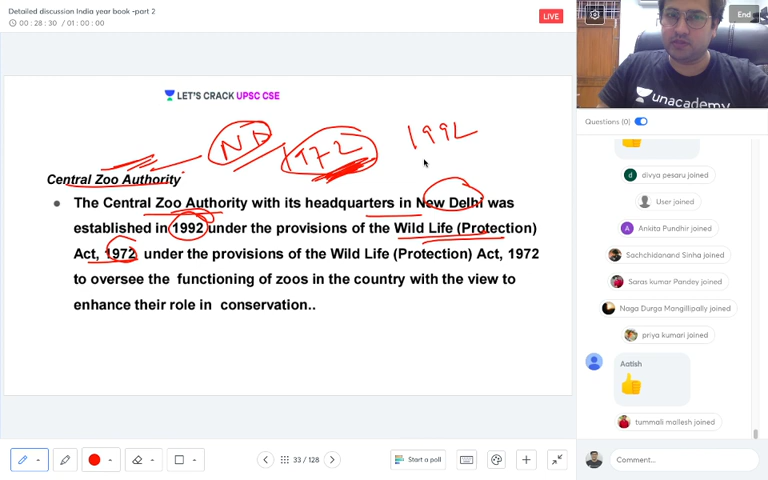 Detailed discussion India year book -part 2
00 : 28 : 30 / 01 : 00 : 00
LIVE
End
LET'S CRACK UPSC CSE
unacademy
ND
1972
1992
Central Zoo Authority
The Central Zoo Authority with its headquarters in New Delhi was
established in 1992 under the provisions of the Wild Life (Protection)
Act, 1972 under the provisions of the Wild Life (Protection) Act, 1972
to oversee the functioning of zoos in the country with the view to
enhance their role in conservation..
Questions (0)
divya pesaru joined
User joined
Ankita Pundhir joined
Sachchidanand Sinha joined
Saras kumar Pandey joined
Naga Durga Mangillipally joined
priya kumari joined
Aatish
tummali mallesh joined
33 / 128
Start a poll
Comment...